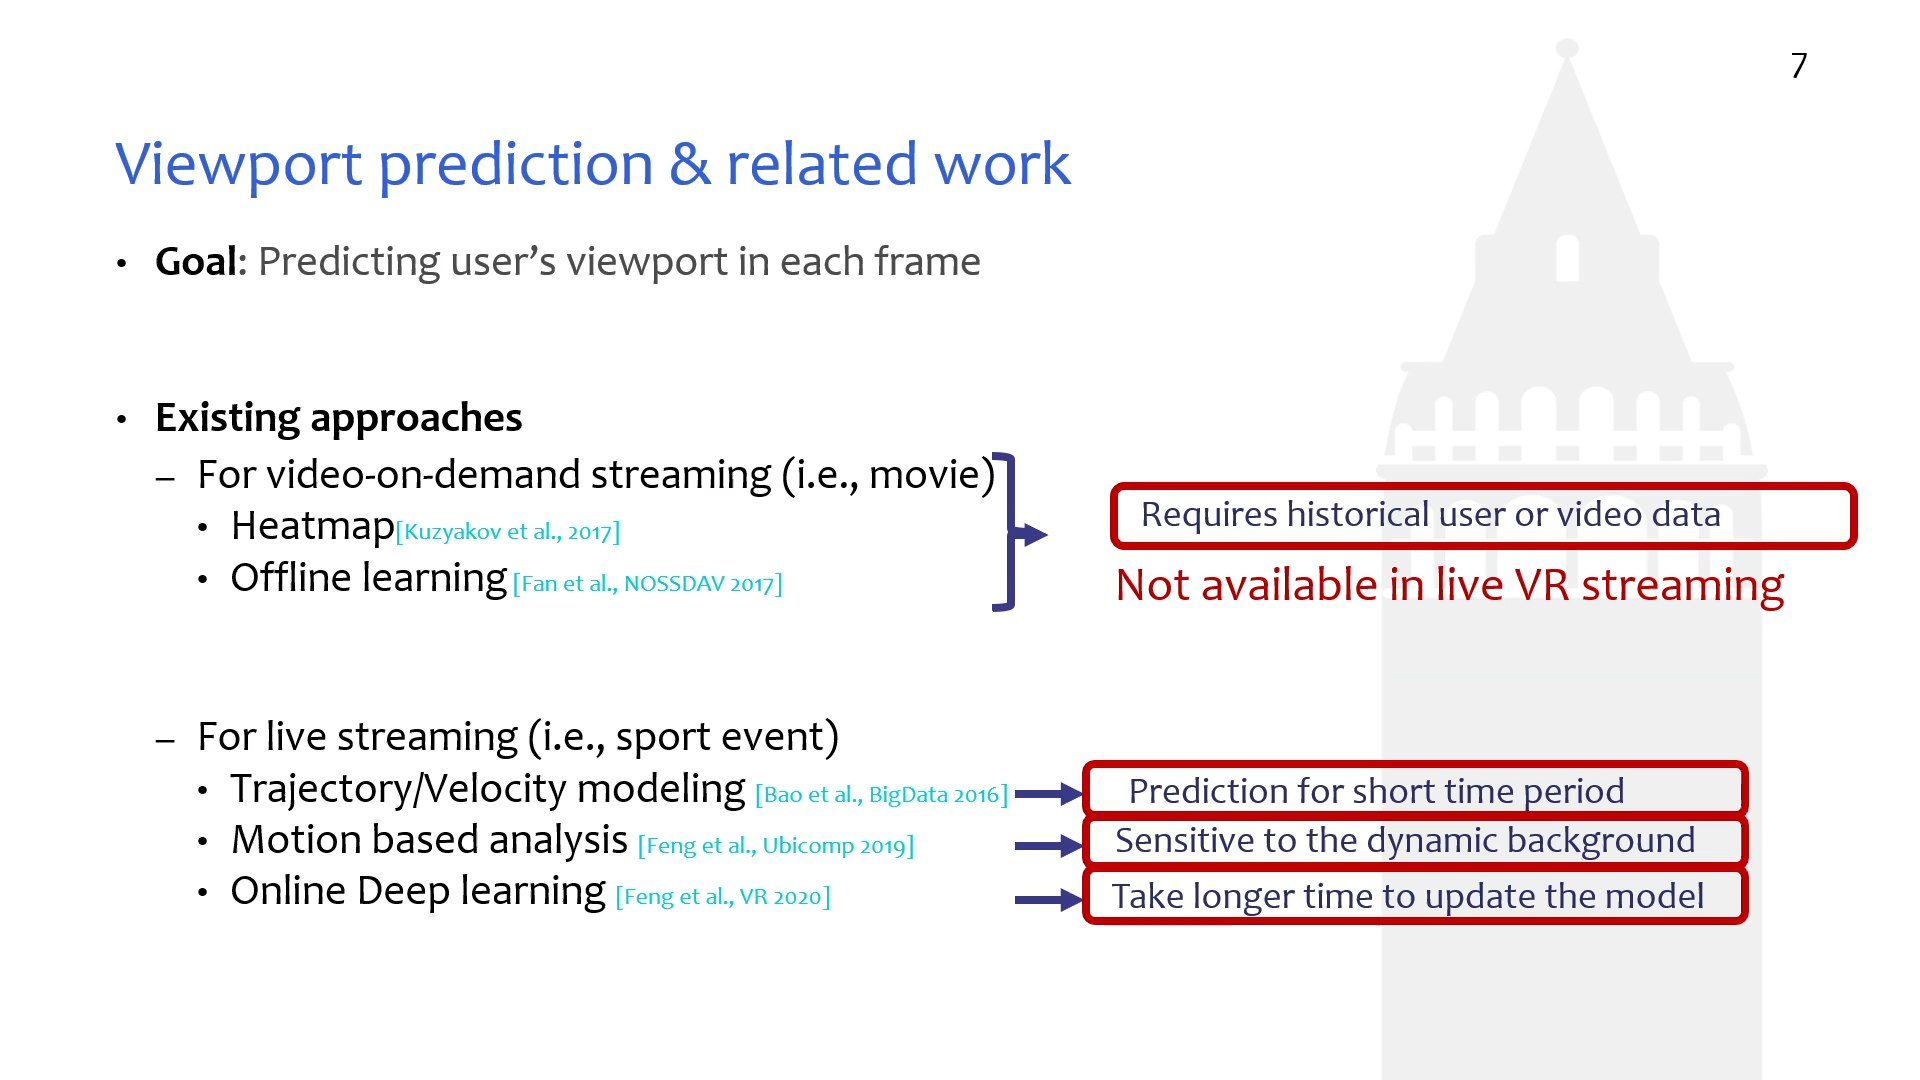 7
Viewport prediction & related work
• Goal: Predicting user's viewport in each frame
• Existing approaches
– For video-on-demand streaming (i.e., movie)
• Heatmap[Kuzyakov et al., 2017]
• Offline learning [Fan et al., NOSSDAV 2017]
Requires historical user or video data
Not available in live VR streaming
– For live streaming (i.e., sport event)
• Trajectory/Velocity modeling [Bao et al., BigData 2016]
Prediction for short time period
• Motion based analysis [Feng et al., Ubicomp 2019]
Sensitive to the dynamic background
• Online Deep learning [Feng et al., VR 2020]
Take longer time to update the model